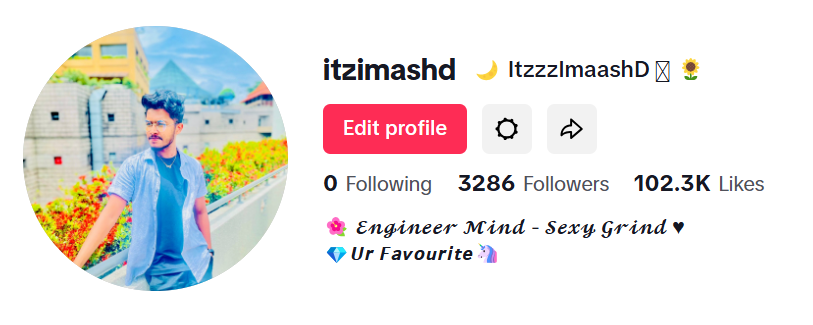 itzimashd 🌙 ItzzzImaashD 🌻
Edit profile
0 Following 3286 Followers 102.3K Likes
🌺 𝓔𝓷𝓰𝓲𝓷𝓮𝓮𝓻 𝓜𝓲𝓷𝓭 - 𝓢𝓮𝔁𝔂 𝓖𝓻𝓲𝓷𝓭 ♥
💎𝙐𝙧 𝙁𝙖𝙫𝙤𝙪𝙧𝙞𝙩𝙚🦄